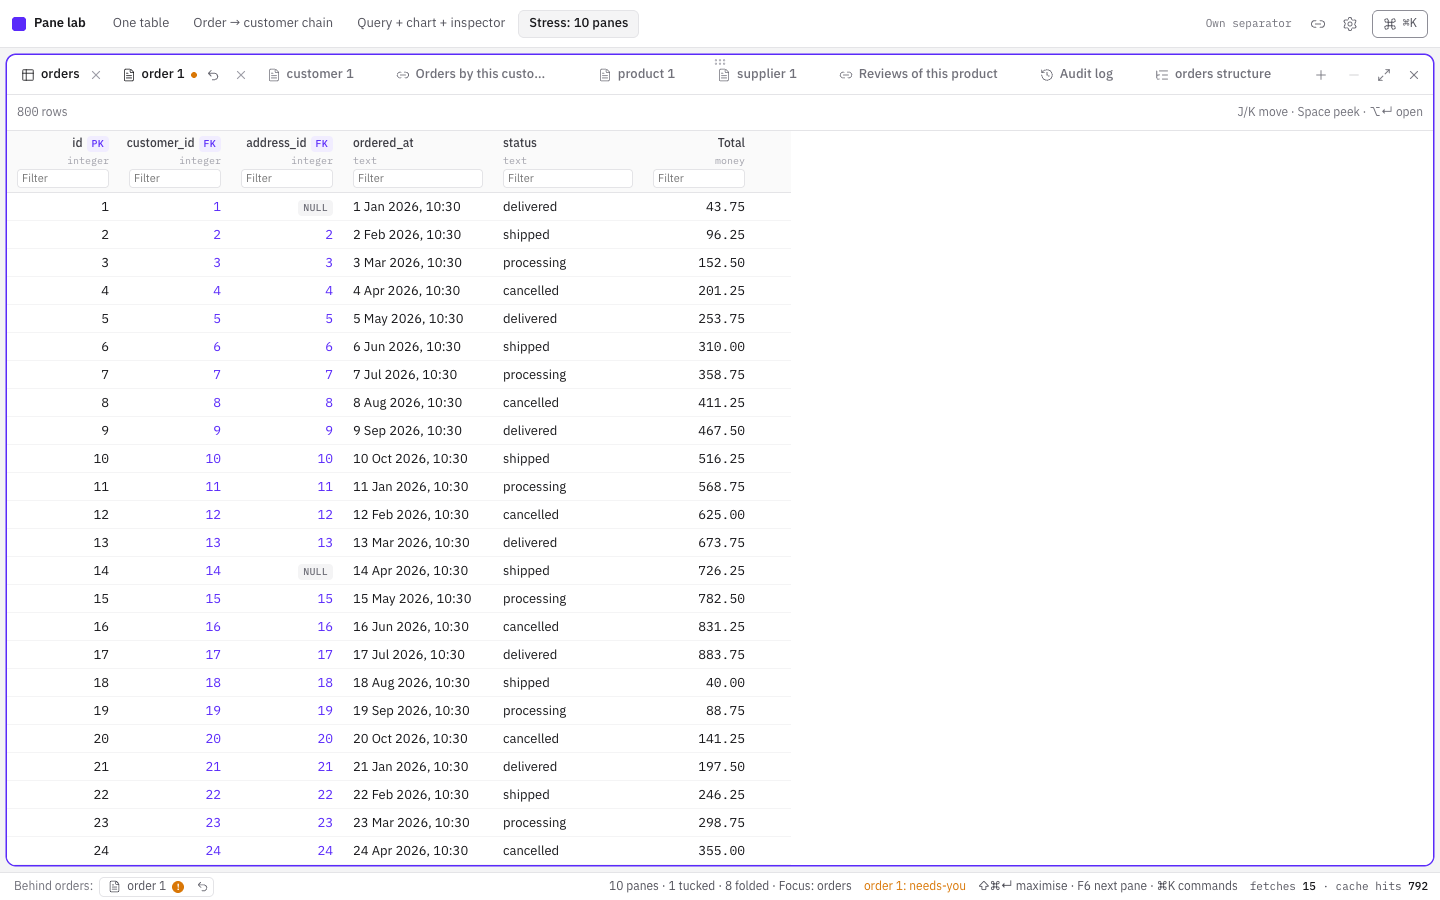 Pane lab One table Order → customer chain Query + chart + inspector Stress: 10 panes Own separator ⌘ ⌘K
orders order 1 customer 1 Orders by this custo... product 1 supplier 1 Reviews of this product Audit log orders structure
800 rows J/K move · Space peek · ⌥↵ open
id PK customer_id FK address_id FK ordered_at status Total
integer integer integer text text money
Filter Filter Filter Filter Filter Filter
1 1 NULL 1 Jan 2026, 10:30 delivered 43.75
2 2 2 2 Feb 2026, 10:30 shipped 96.25
3 3 3 3 Mar 2026, 10:30 processing 152.50
4 4 4 4 Apr 2026, 10:30 cancelled 201.25
5 5 5 5 May 2026, 10:30 delivered 253.75
6 6 6 6 Jun 2026, 10:30 shipped 310.00
7 7 7 7 Jul 2026, 10:30 processing 358.75
8 8 8 8 Aug 2026, 10:30 cancelled 411.25
9 9 9 9 Sep 2026, 10:30 delivered 467.50
10 10 10 10 Oct 2026, 10:30 shipped 516.25
11 11 11 11 Jan 2026, 10:30 processing 568.75
12 12 12 12 Feb 2026, 10:30 cancelled 625.00
13 13 13 13 Mar 2026, 10:30 delivered 673.75
14 14 NULL 14 Apr 2026, 10:30 shipped 726.25
15 15 15 15 May 2026, 10:30 processing 782.50
16 16 16 16 Jun 2026, 10:30 cancelled 831.25
17 17 17 17 Jul 2026, 10:30 delivered 883.75
18 18 18 18 Aug 2026, 10:30 shipped 40.00
19 19 19 19 Sep 2026, 10:30 processing 88.75
20 20 20 20 Oct 2026, 10:30 cancelled 141.25
21 21 21 21 Jan 2026, 10:30 delivered 197.50
22 22 22 22 Feb 2026, 10:30 shipped 246.25
23 23 23 23 Mar 2026, 10:30 processing 298.75
24 24 24 24 Apr 2026, 10:30 cancelled 355.00
Behind orders: order 1 10 panes · 1 tucked · 8 folded · Focus: orders order 1: needs-you ⇧⌘↵ maximise · F6 next pane · ⌘K commands fetches 15 · cache hits 792